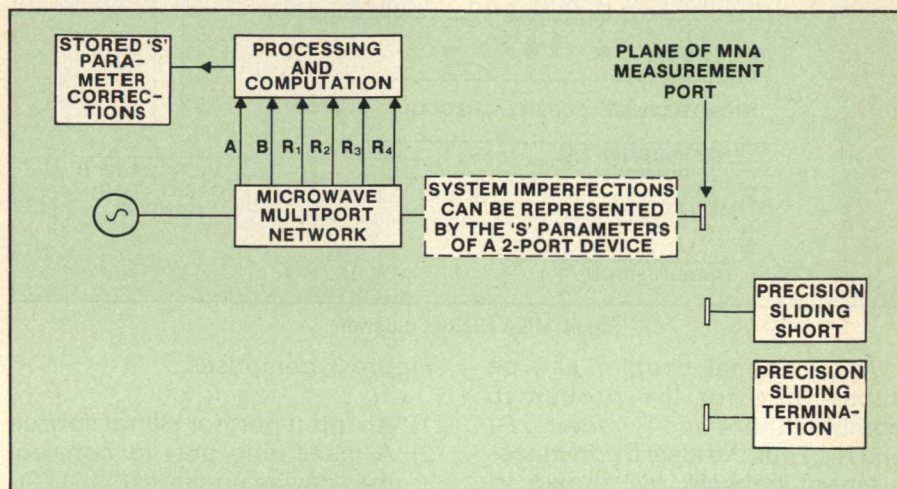 STORED 'S'
PARA-
METER
CORREC-
TIONS
PROCESSING
AND
COMPUTATION
PLANE OF MNA
MEASUREMENT
PORT
A B R₁ R₂ R₃ R₄
MICROWAVE
MULITPORT
NETWORK
SYSTEM IMPERFECTIONS
CAN BE REPRESENTED
BY THE 'S' PARAMETERS
OF A 2-PORT DEVICE
PRECISION
SLIDING
SHORT
PRECISION
SLIDING
TERMINA-
TION